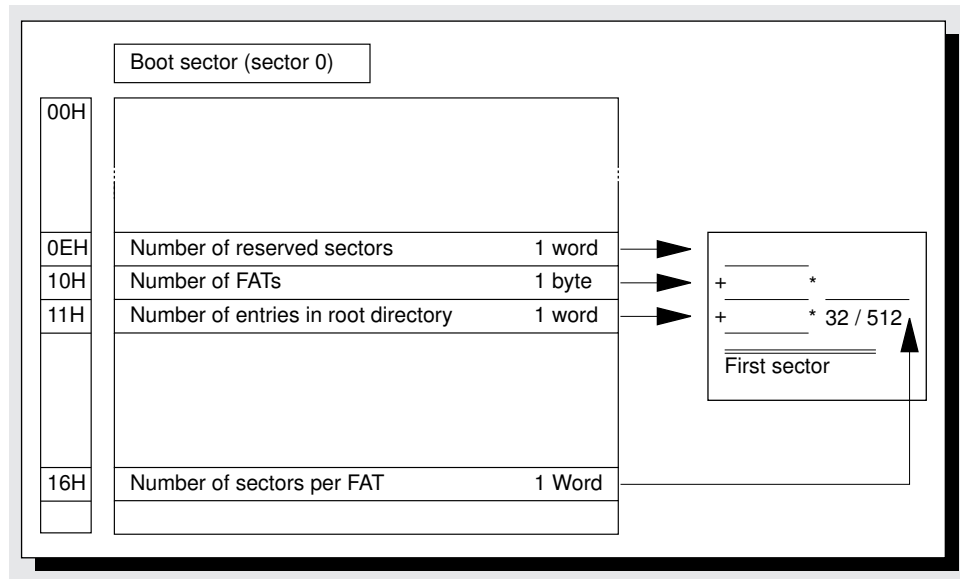 Boot sector (sector 0)
00H
0EH Number of reserved sectors 1 word
10H Number of FATs 1 byte
11H Number of entries in root directory 1 word
+ *
+ * 32 / 512
First sector
16H Number of sectors per FAT 1 Word